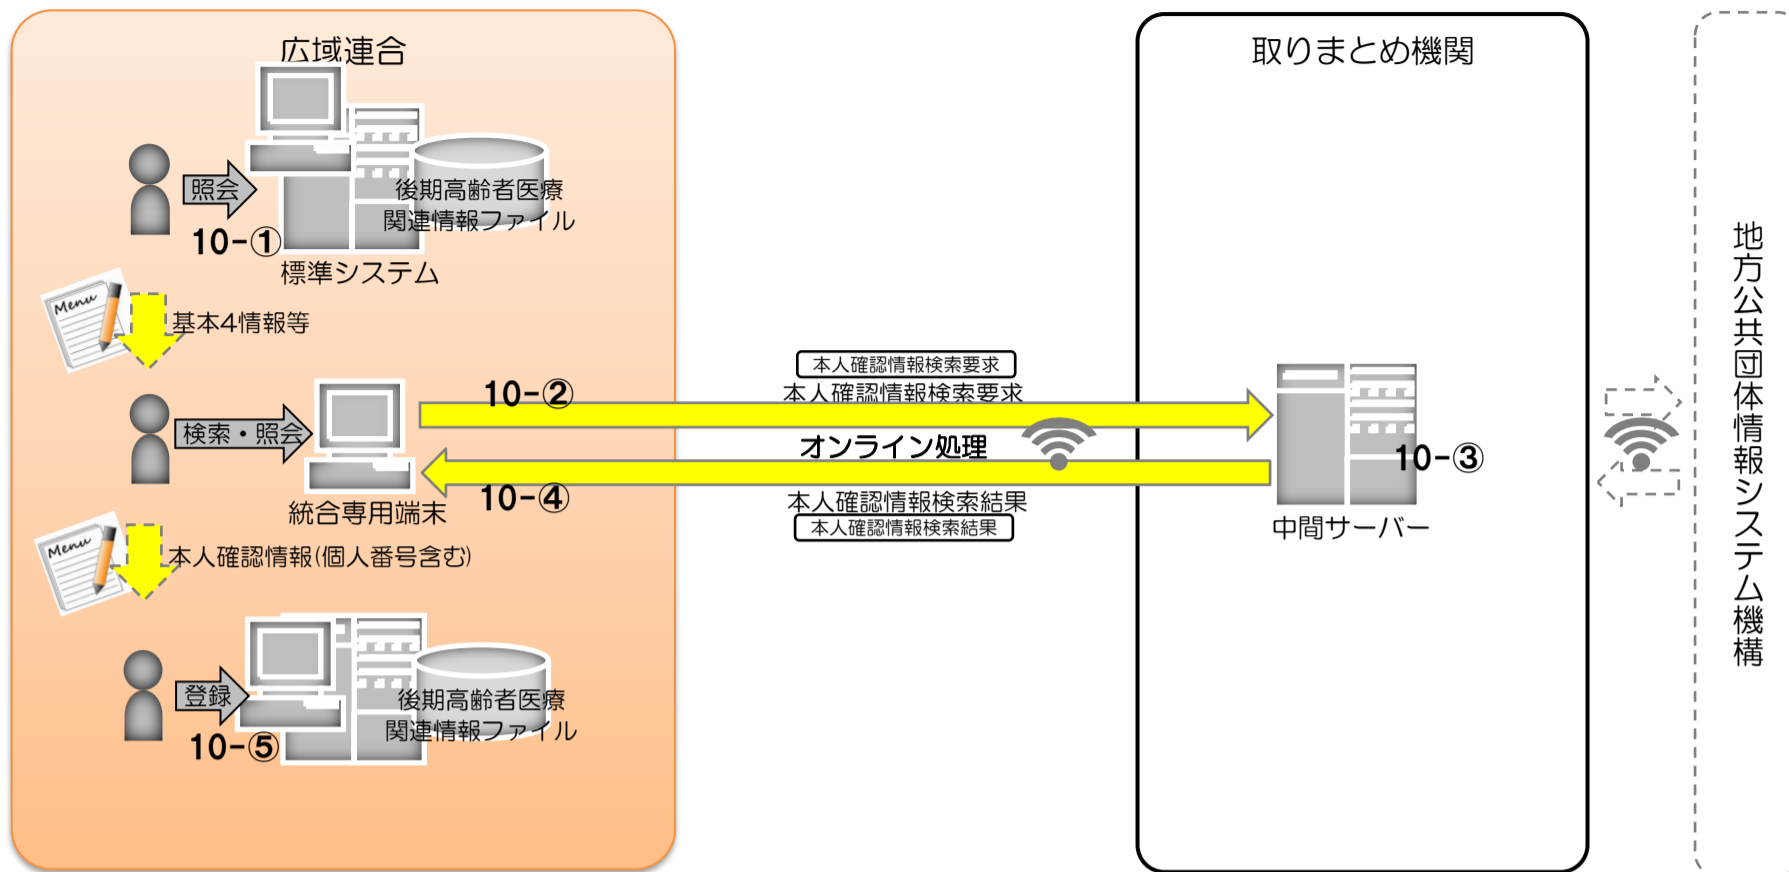 広域連合
後期高齢者医療
関連情報ファイル
照会
10-①
標準システム
Menu
基本4情報等
検索・照会
統合専用端末
10-②
本人確認情報検索要求
本人確認情報検索要求
オンライン処理
10-④
本人確認情報検索結果
本人確認情報検索結果
Menu
本人確認情報(個人番号含む)
登録
10-⑤
後期高齢者医療
関連情報ファイル
取りまとめ機関
10-③
中間サーバー
地方公共団体情報システム機構